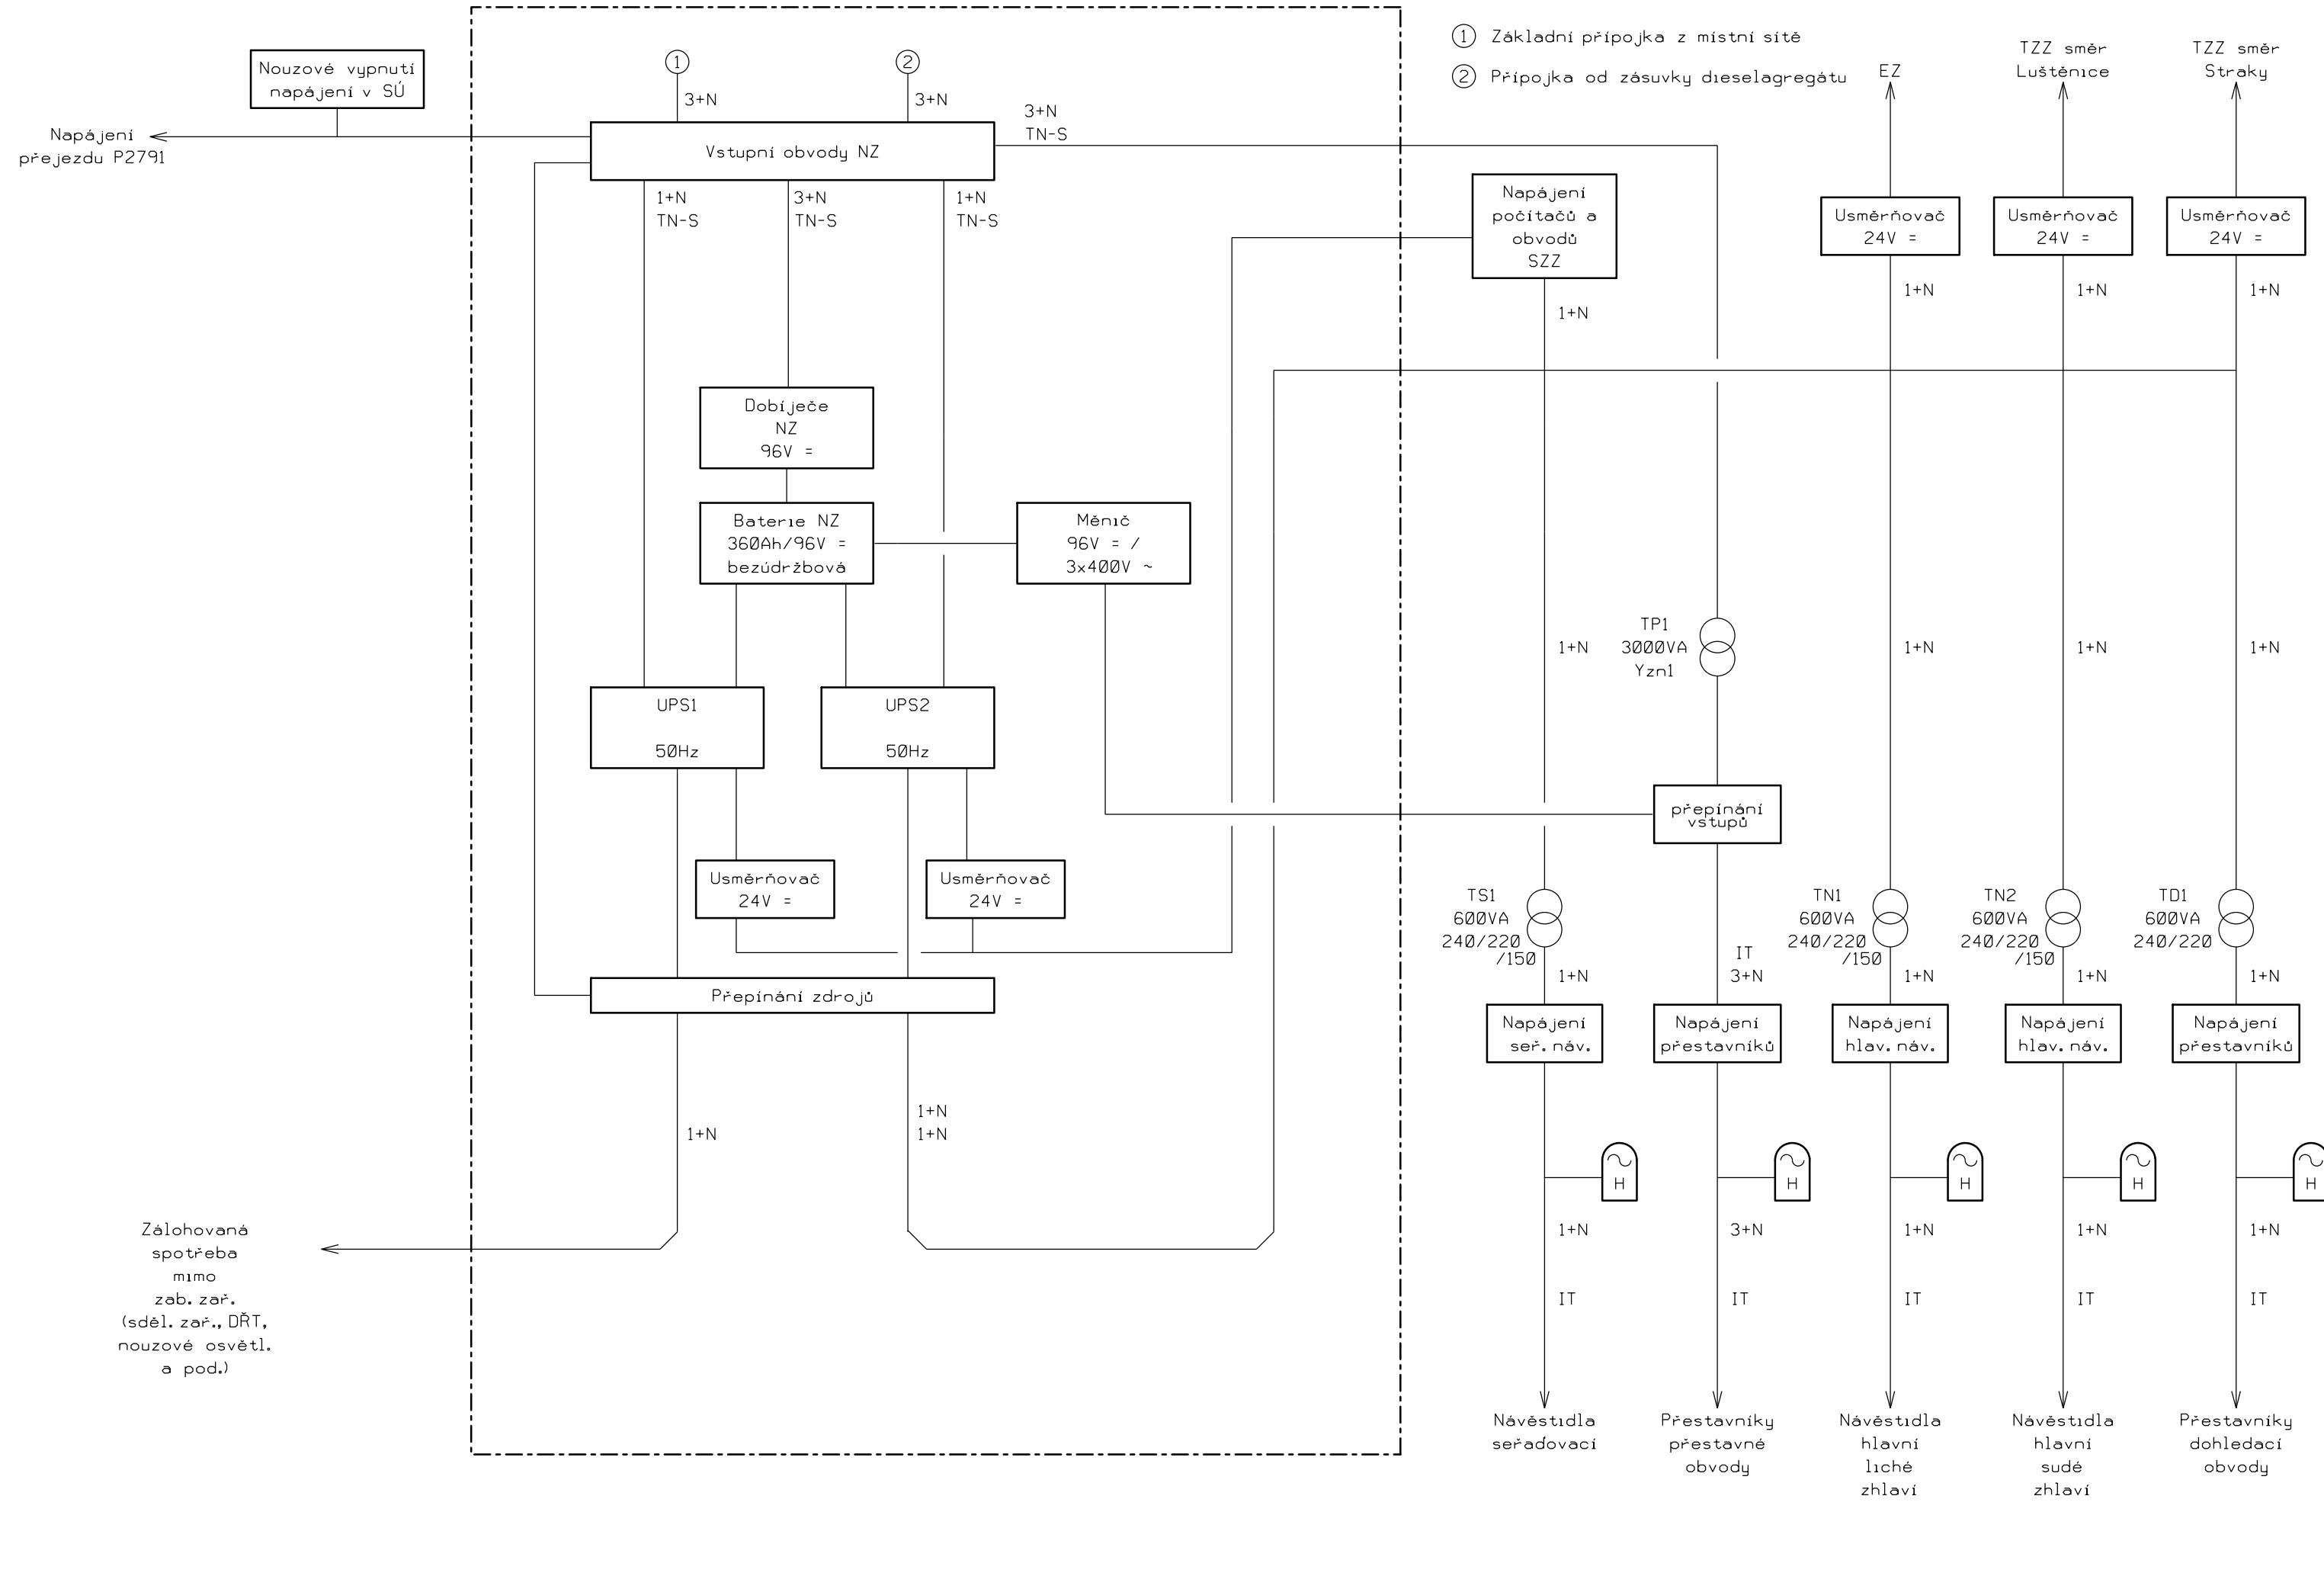 1 Základní přípojka z místní sítě
2 Přípojka od zásuvky dieselagregátu
Nouzové vypnutí
napájení v SÚ
Napájení
přejezdu P2791
1
3+N
2
3+N
3+N
TN-S
Vstupní obvody NZ
1+N
TN-S
3+N
TN-S
1+N
TN-S
Dobíječe
NZ
96V =
Baterie NZ
360Ah/96V =
bezúdržbová
Měnič
96V = /
3x400V ~
UPS1
50Hz
UPS2
50Hz
Usměrňovač
24V =
Usměrňovač
24V =
Přepínání zdrojů
1+N
1+N
1+N
Zálohovaná
spotřeba
mimo
zab. zař.
(sděl. zař., DŘT,
nouzové osvětl.
a pod.)
Napájení
počítačů a
obvodů
SZZ
1+N
1+N
TS1
600VA
240/220
/150
1+N
Napájení
seř. náv.
H
1+N
IT
Návěstidla
seřaďovací
TP1
3000VA
Yzn1
přepínání
vstupů
IT
3+N
Napájení
přestavníků
H
3+N
IT
Přestavníky
přestavné
obvody
EZ
Usměrňovač
24V =
1+N
1+N
TN1
600VA
240/220
/150
1+N
Napájení
hlav. náv.
H
1+N
IT
Návěstidla
hlavní
liché
zhlaví
TZZ směr
Luštěnice
Usměrňovač
24V =
1+N
1+N
TN2
600VA
240/220
/150
1+N
Napájení
hlav. náv.
H
1+N
IT
Návěstidla
hlavní
sudé
zhlaví
TZZ směr
Straky
Usměrňovač
24V =
1+N
1+N
TD1
600VA
240/220
1+N
Napájení
přestavníků
H
1+N
IT
Přestavníky
dohledací
obvody